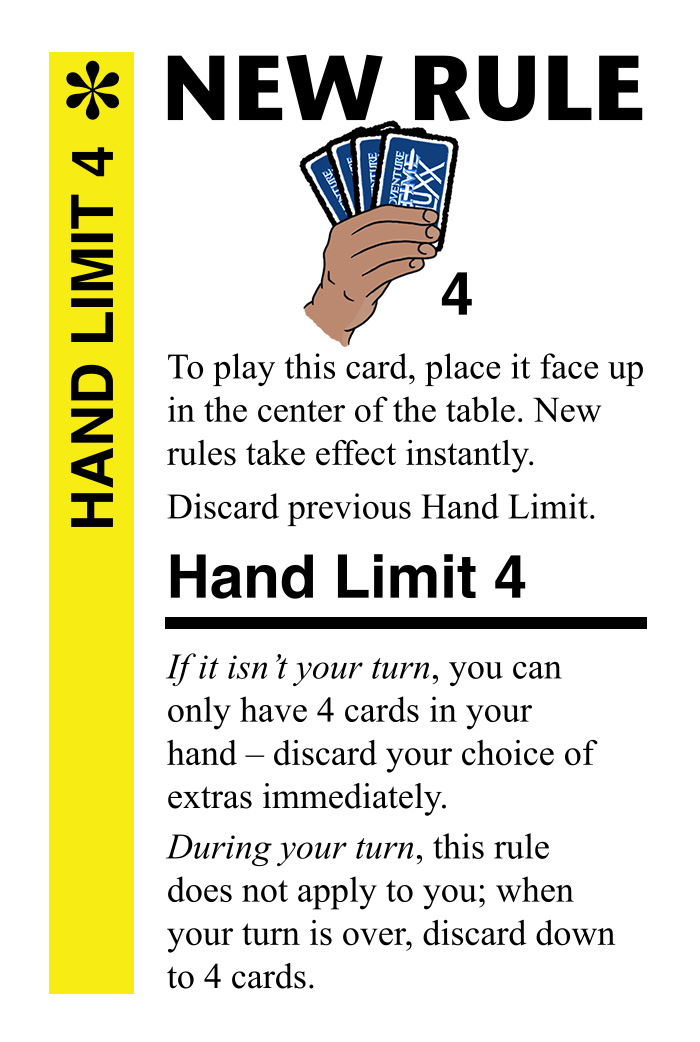 * NEW RULE
HAND LIMIT 4
ADVENTURE
TIME
FLUXX
4
To play this card, place it face up
in the center of the table. New
rules take effect instantly.
Discard previous Hand Limit.
Hand Limit 4
If it isn’t your turn, you can
only have 4 cards in your
hand – discard your choice of
extras immediately.
During your turn, this rule
does not apply to you; when
your turn is over, discard down
to 4 cards.